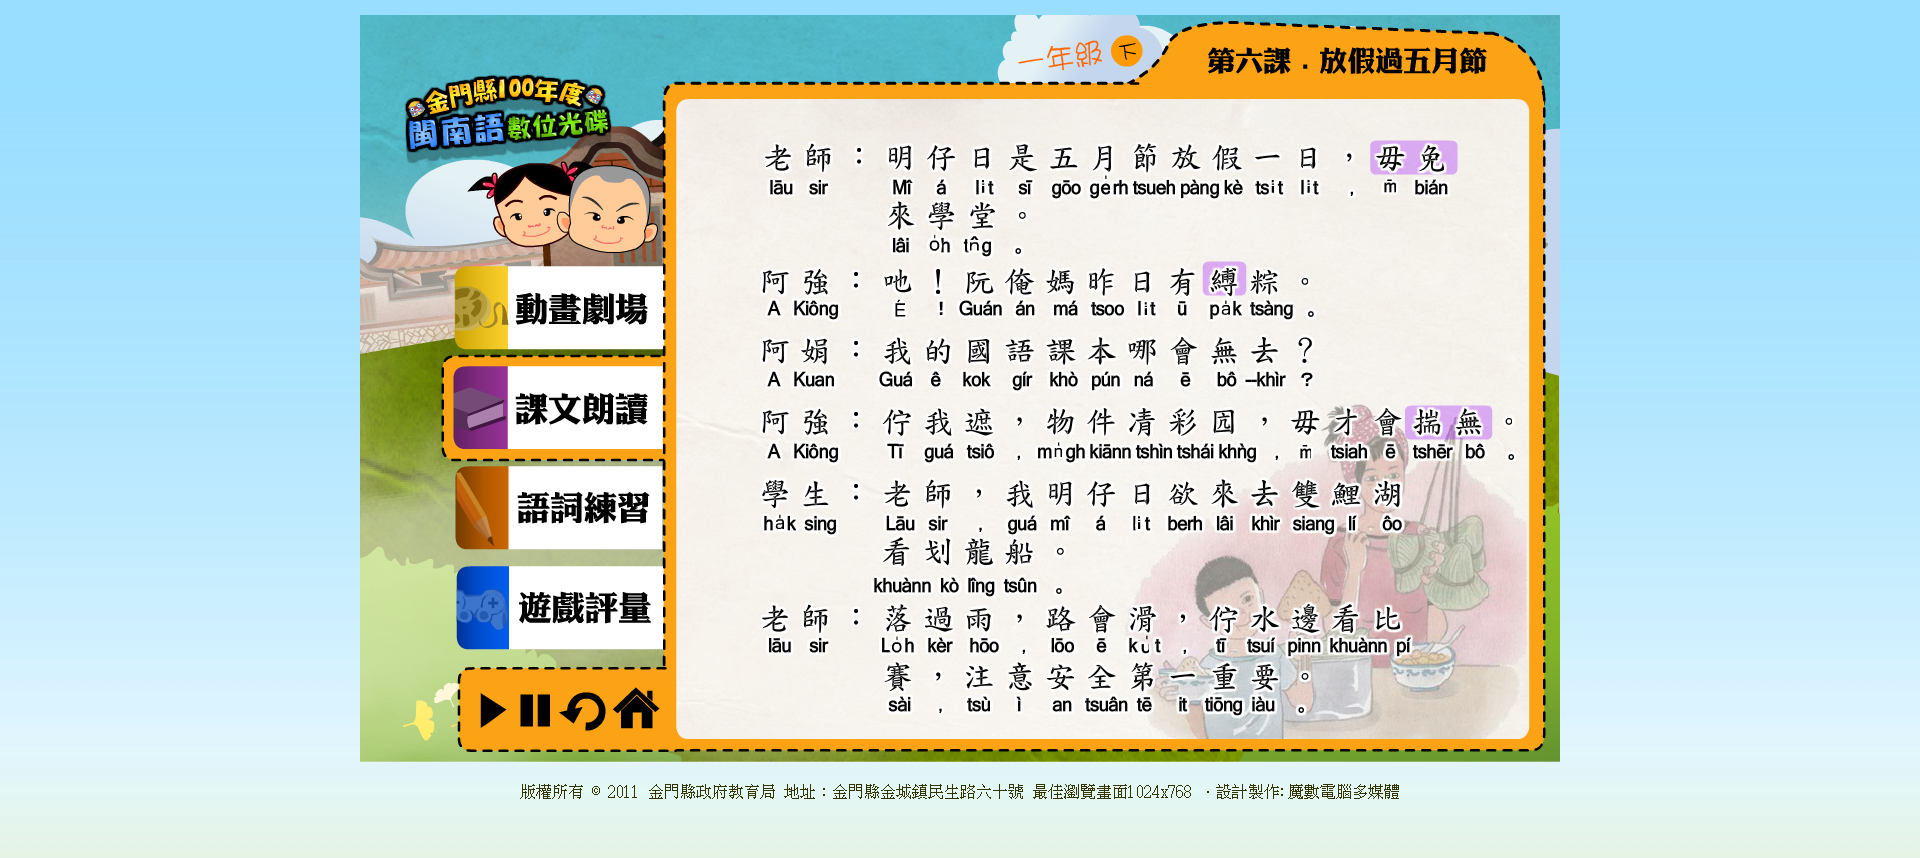 一年級 下
第六課．放假過五月節
金門縣100年度
閩南語數位光碟
動畫劇場
課文朗讀
語詞練習
遊戲評量
老師：明仔日是五月節放假一日，毋免
lāu sir Mî á li̍t sī gōo ge̍rh tsueh pàng kè tsi̍t li̍t , m̄ bián
來學堂。
lâi o̍h tn̂g 。
阿強：吔！阮俺媽昨日有縛粽。
A Kiông É ! Guán án má tsoo li̍t ū pa̍k tsàng 。
阿娟：我的國語課本哪會無去？
A Kuan Guá ê kok gír khò pún ná ē bô --khìr ?
阿強：佇我遮，物件凊彩囥，毋才會揣無。
A Kiông Tī guá tsiô , mn̍gh kiānn tshìn tshái khǹg , m̄ tsiah ē tshēr bô 。
學生：老師，我明仔日欲來去雙鯉湖
ha̍k sing Lāu sir , guá mî á li̍t berh lâi khìr siang lí ôo
看划龍船。
khuànn kò lîng tsûn 。
老師：落過雨，路會滑，佇水邊看比
lāu sir Lo̍h kèr hōo , lōo ē ku̍t , tī tsuí pinn khuànn pí
賽，注意安全第一重要。
sài , tsù ì an tsuân tē it tiōng iàu 。
版權所有 © 2011 金門縣政府教育局 地址：金門縣金城鎮民生路六十號 最佳瀏覽畫面1024x768 ‧設計製作: 魔數電腦多媒體